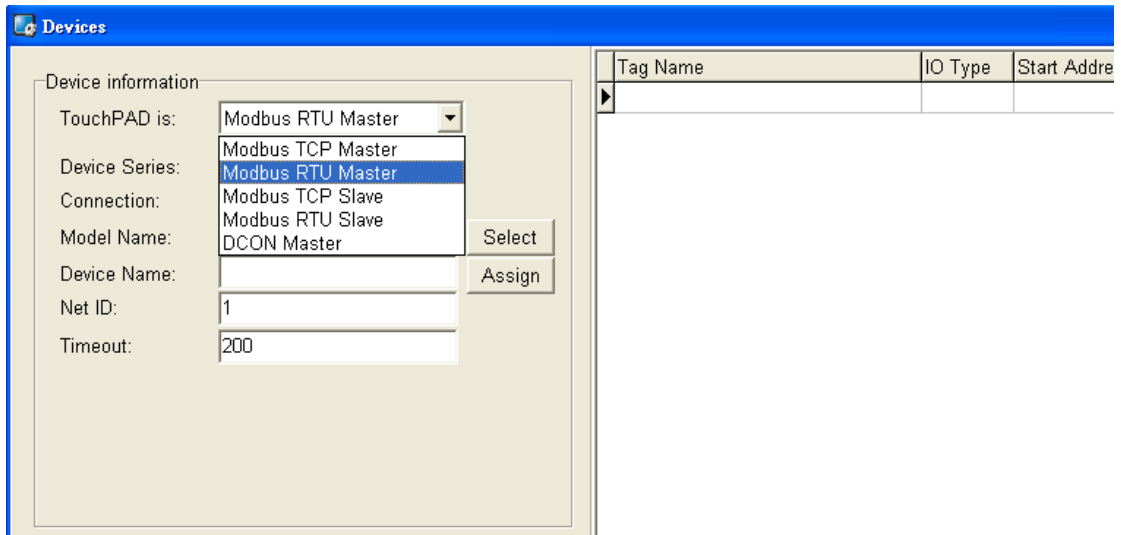 Devices
Device information
TouchPAD is: Modbus RTU Master
Modbus TCP Master
Modbus RTU Master
Modbus TCP Slave
Modbus RTU Slave
DCON Master
Device Series:
Connection:
Model Name: Select
Device Name: Assign
Net ID: 1
Timeout: 200
Tag Name IO Type Start Addre